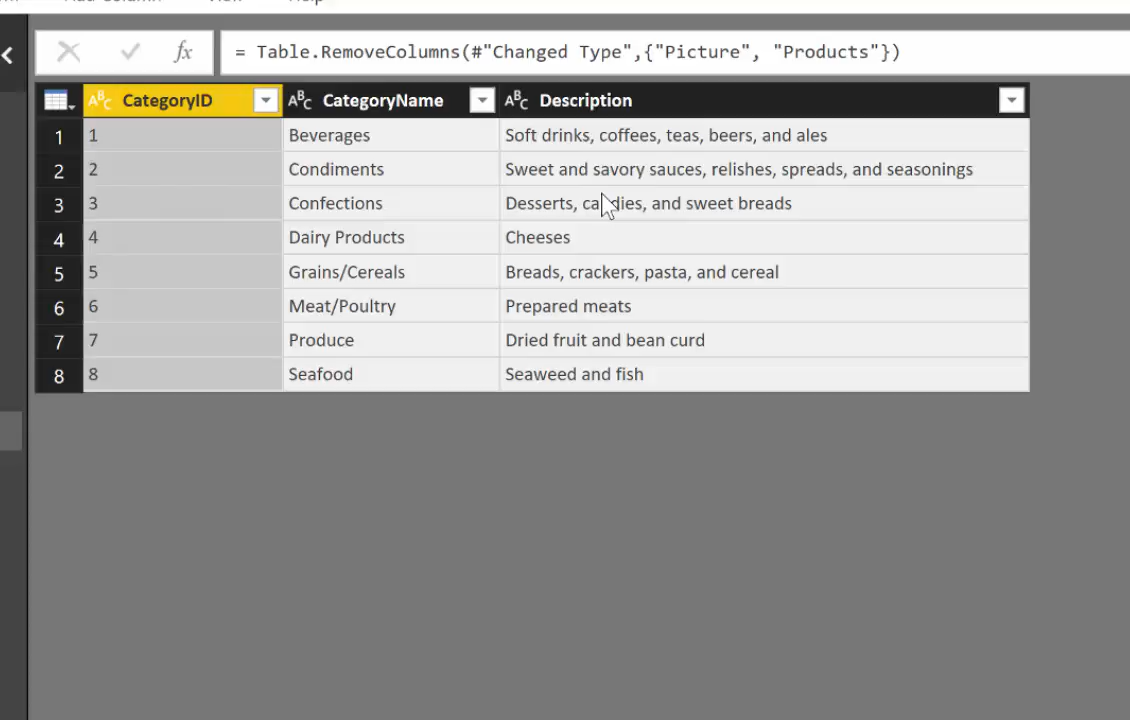 = Table.RemoveColumns(#"Changed Type",{"Picture", "Products"})
CategoryID CategoryName Description
1 1 Beverages Soft drinks, coffees, teas, beers, and ales
2 2 Condiments Sweet and savory sauces, relishes, spreads, and seasonings
3 3 Confections Desserts, candies, and sweet breads
4 4 Dairy Products Cheeses
5 5 Grains/Cereals Breads, crackers, pasta, and cereal
6 6 Meat/Poultry Prepared meats
7 7 Produce Dried fruit and bean curd
8 8 Seafood Seaweed and fish